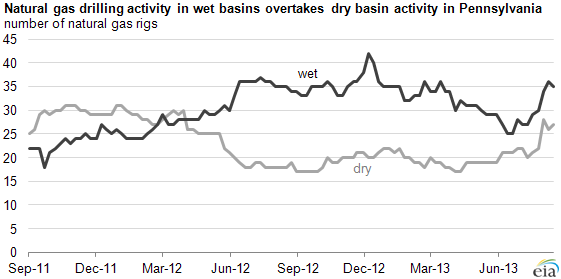 Natural gas drilling activity in wet basins overtakes dry basin activity in Pennsylvania
number of natural gas rigs
45
40
35
30
25
20
15
10
5
0
wet
dry
Sep-11 Dec-11 Mar-12 Jun-12 Sep-12 Dec-12 Mar-13 Jun-13
eia